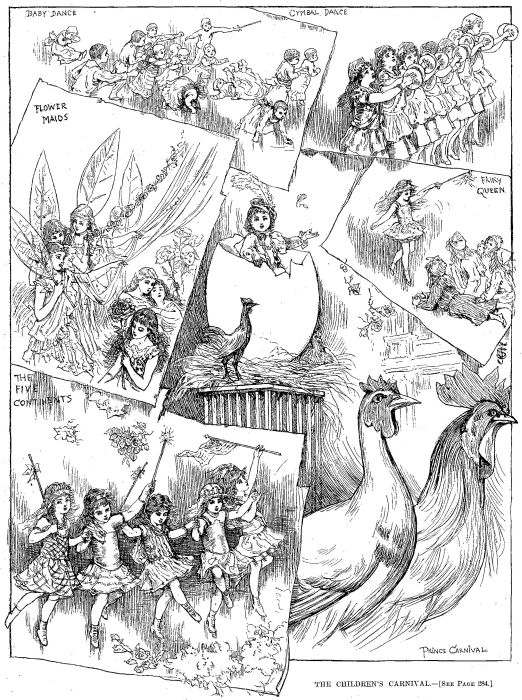 BABY DANCE
CYMBAL DANCE
FLOWER
MAIDS
FAIRY
QUEEN
THE
FIVE
CONTINENTS
PRINCE CARNIVAL
THE CHILDREN'S CARNIVAL.—[SEE PAGE 284.]